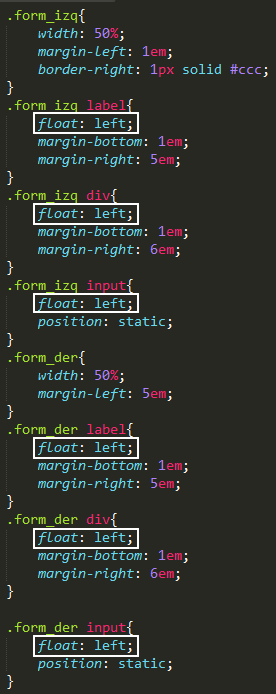 .form_izq{
width: 50%;
margin-left: 1em;
border-right: 1px solid #ccc;
}
.form_izq label{
float: left;
margin-bottom: 1em;
margin-right: 5em;
}
.form_izq div{
float: left;
margin-bottom: 1em;
margin-right: 6em;
}
.form_izq input{
float: left;
position: static;
}
.form_der{
width: 50%;
margin-left: 5em;
}
.form_der label{
float: left;
margin-bottom: 1em;
margin-right: 5em;
}
.form_der div{
float: left;
margin-bottom: 1em;
margin-right: 6em;
}
.form_der input{
float: left;
position: static;
}